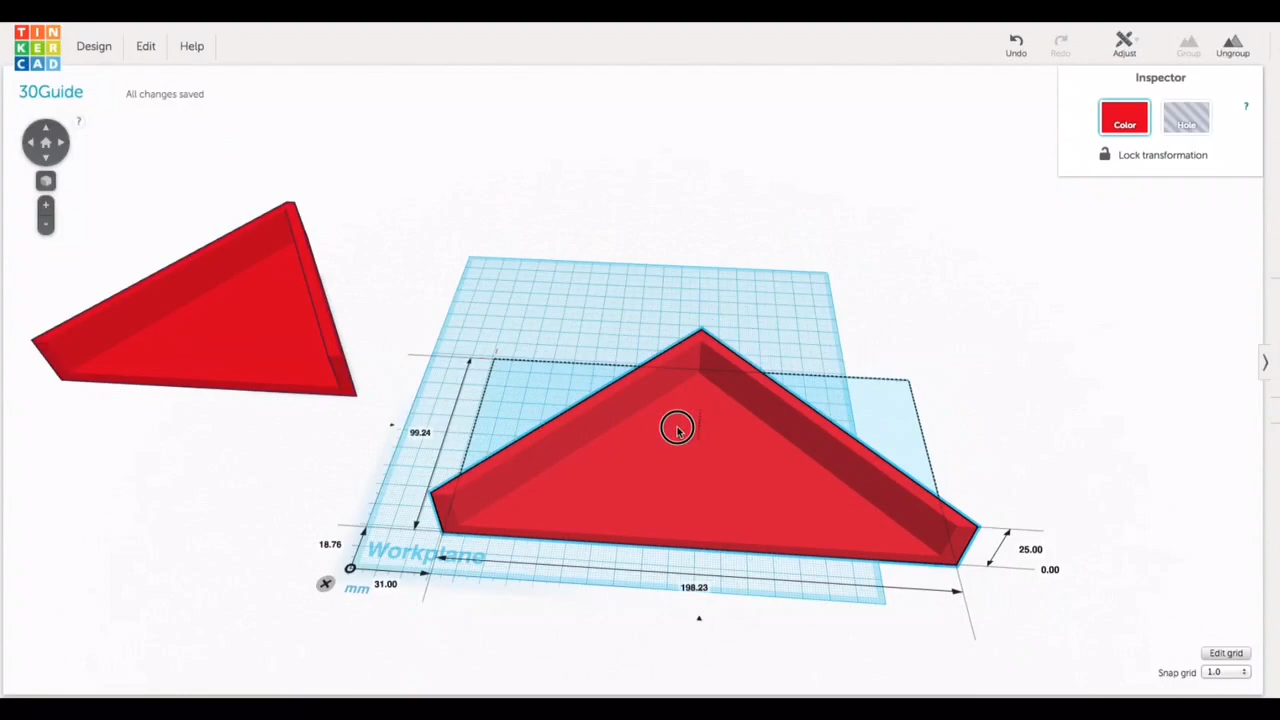 TIN
KER
CAD
Design
Edit
Help
Undo
Redo
Adjust
Group
Ungroup
30Guide
All changes saved
?
Inspector
Color
Hole
?
Lock transformation
+
-
99.24
18.76
31.00
198.23
25.00
0.00
Workplane
mm
Edit grid
Snap grid
1.0